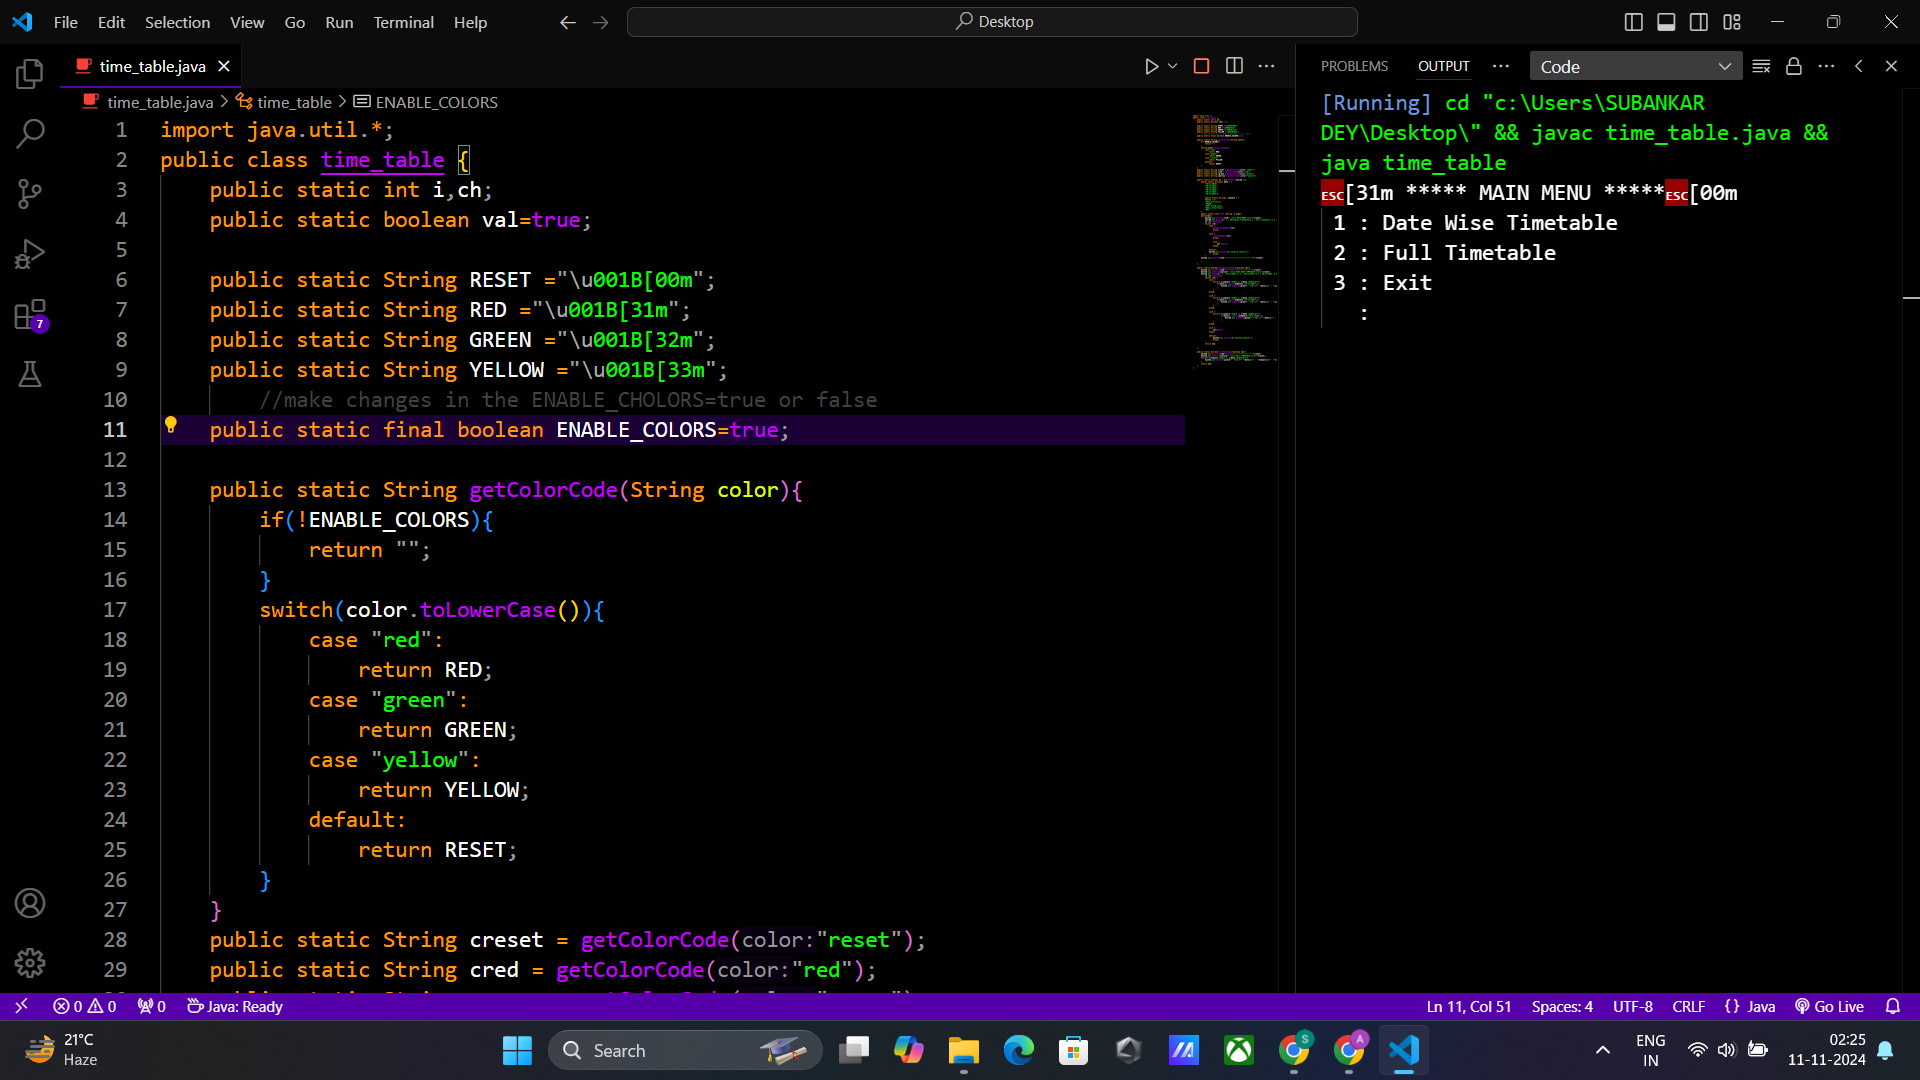 File Edit Selection View Go Run Terminal Help
Desktop
time_table.java
time_table.java > time_table > ENABLE_COLORS
1 import java.util.*;
2 public class time_table {
3 public static int i,ch;
4 public static boolean val=true;
5
6 public static String RESET ="\u001B[00m";
7 public static String RED ="\u001B[31m";
8 public static String GREEN ="\u001B[32m";
9 public static String YELLOW ="\u001B[33m";
10 //make changes in the ENABLE_CHOLORS=true or false
11 public static final boolean ENABLE_COLORS=true;
12
13 public static String getColorCode(String color){
14 if(!ENABLE_COLORS){
15 return "";
16 }
17 switch(color.toLowerCase()){
18 case "red":
19 return RED;
20 case "green":
21 return GREEN;
22 case "yellow":
23 return YELLOW;
24 default:
25 return RESET;
26 }
27 }
28 public static String creset = getColorCode(color:"reset");
29 public static String cred = getColorCode(color:"red");
PROBLEMS OUTPUT ... Code
[Running] cd "c:\Users\SUBANKAR
DEY\Desktop\" && javac time_table.java &&
java time_table
ESC[31m ***** MAIN MENU *****ESC[00m
1 : Date Wise Timetable
2 : Full Timetable
3 : Exit
:
7
0 0 0 Java: Ready
Ln 11, Col 51 Spaces: 4 UTF-8 CRLF {} Java Go Live
21°C
Haze
Search
S
A
ENG
IN
02:25
11-11-2024